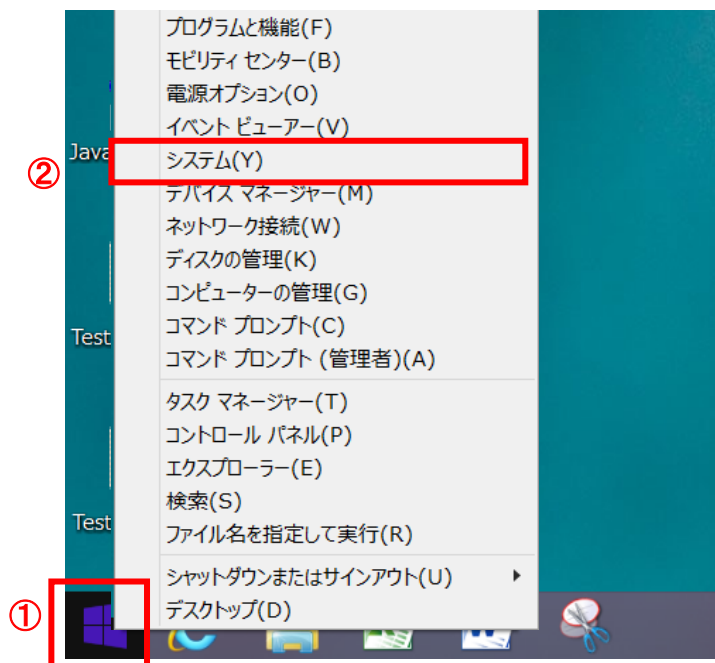 プログラムと機能(F)
モビリティ センター(B)
電源オプション(O)
イベント ビューアー(V)
Java
②
システム(Y)
デバイス マネージャー(M)
ネットワーク接続(W)
ディスクの管理(K)
コンピューターの管理(G)
Test
コマンド プロンプト(C)
コマンド プロンプト (管理者)(A)
タスク マネージャー(T)
コントロール パネル(P)
エクスプローラー(E)
検索(S)
Test
ファイル名を指定して実行(R)
シャットダウンまたはサインアウト(U)
①
デスクトップ(D)